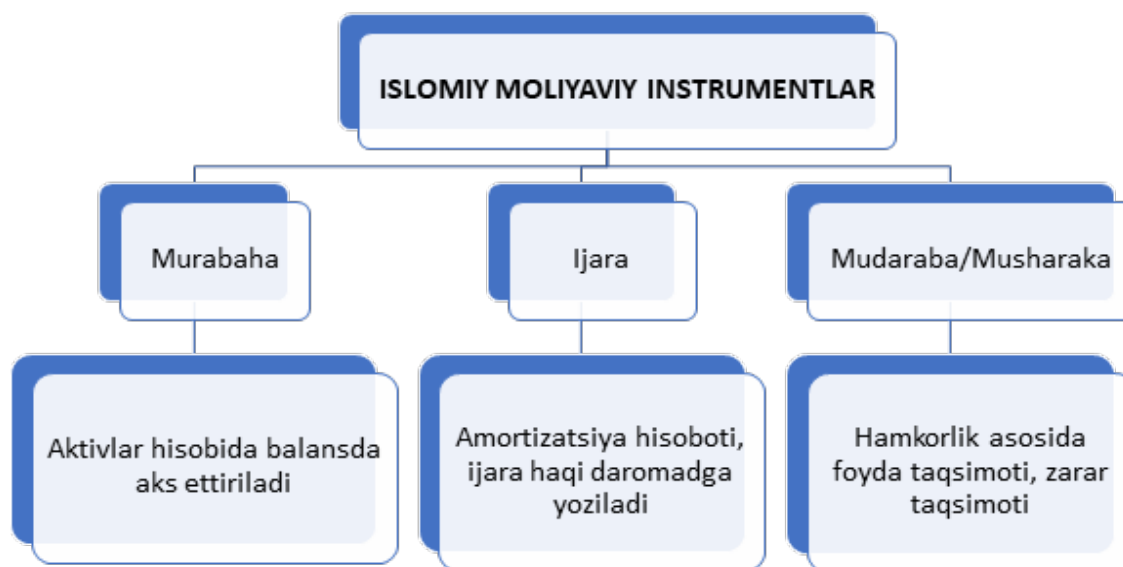 ISLOMIY MOLIYAVIY INSTRUMENTLAR
Murabaha
Ijara
Mudaraba/Musharaka
Aktivlar hisobida balansda
aks ettiriladi
Amortizatsiya hisoboti,
ijara haqi daromadga
yoziladi
Hamkorlik asosida
foyda taqsimoti, zarar
taqsimoti